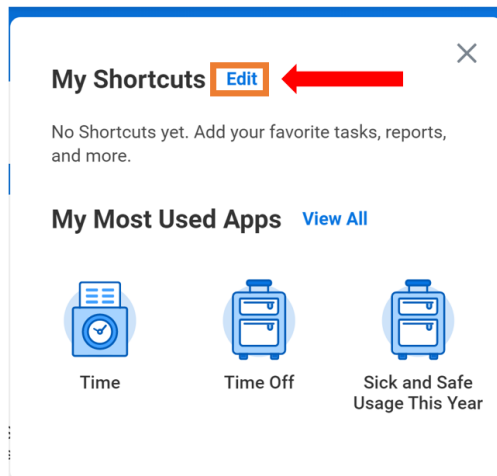 My Shortcuts Edit
No Shortcuts yet. Add your favorite tasks, reports,
and more.
My Most Used Apps View All
Time Time Off Sick and Safe
Usage This Year